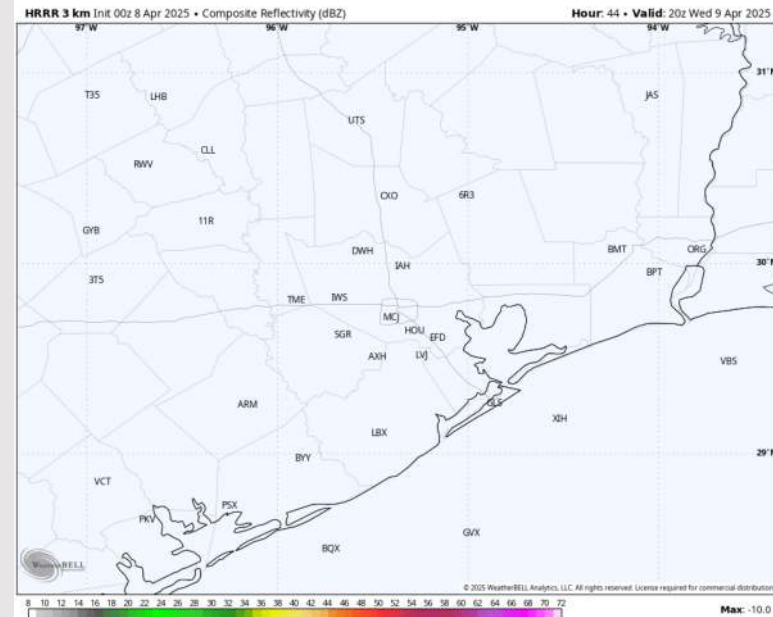 HRRR 3 km Init 00z 8 Apr 2025 • Composite Reflectivity (dBZ) Hour: 44 • Valid: 20z Wed 9 Apr 2025
97°W 96°W 95°W 94°W
31°N
T35 LHB JAS
UTS
CLL
RWV
CXO 6R3
11R
GYB
DWH BMT ORG
IAH 30°N
3T5 BPT
TME IWS
MCJ
SGR HOU EFD
AXH LVJ VBS
ARM GLS
XIH
LBX
BYY 29°N
VCT
PSX
PKV
GVX
BQX
WeatherBELL
© 2025 WeatherBELL Analytics, LLC. All rights reserved. License required for commercial distribution.
8 10 12 14 16 18 20 22 24 26 28 30 32 34 36 38 40 42 44 46 48 50 52 54 56 58 60 62 64 66 68 70 72
Max: -10.0